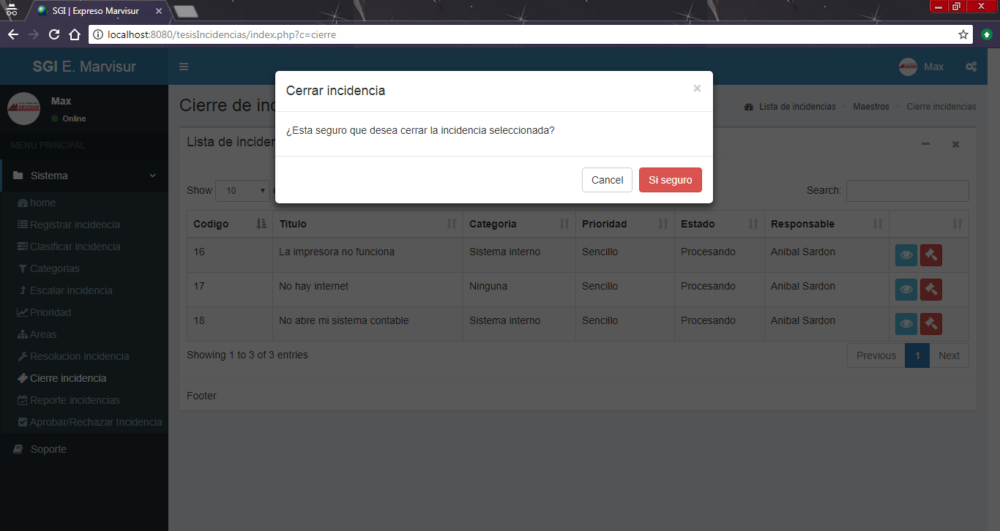 SGI | Expreso Marvisur
localhost:8080/tesisIncidencias/index.php?c=cierre
SGI E. Marvisur
Max
Max
Online
MENU PRINCIPAL
Sistema
home
Registrar incidencia
Clasificar incidencia
Categorias
Escalar incidencia
Prioridad
Areas
Resolucion incidencia
Cierre incidencia
Reporte incidencias
Aprobar/Rechazar Incidencia
Soporte
Cerrar incidencia
×
¿Esta seguro que desea cerrar la incidencia seleccionada?
Cancel Si seguro
Cierre de
Lista de incidencias Maestros Cierre incidencias
Lista de
Show 10
Search:
Codigo Titulo Categoria Prioridad Estado Responsable
16 La impresora no funciona Sistema interno Sencillo Procesando Anibal Sardon
17 No hay internet Ninguna Sencillo Procesando Anibal Sardon
18 No abre mi sistema contable Sistema interno Sencillo Procesando Anibal Sardon
Showing 1 to 3 of 3 entries
Previous 1 Next
Footer